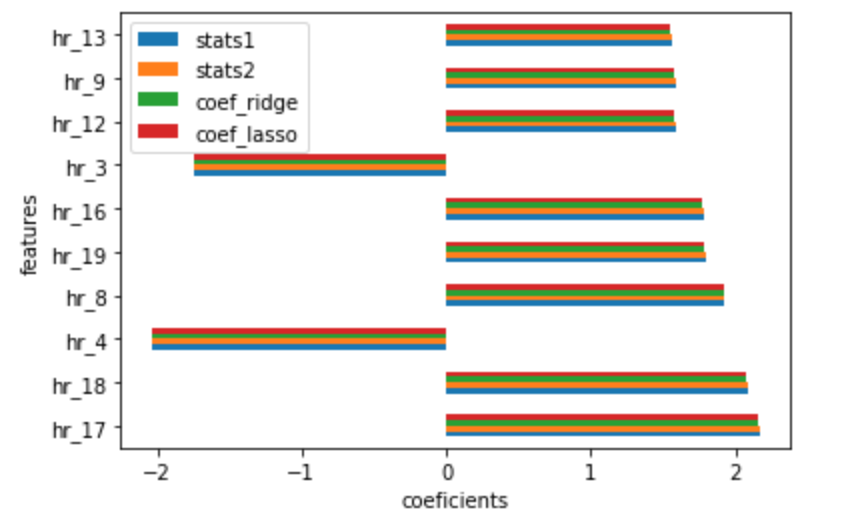 stats1
stats2
coef_ridge
coef_lasso
features
hr_13
hr_9
hr_12
hr_3
hr_16
hr_19
hr_8
hr_4
hr_18
hr_17
−2 −1 0 1 2
coeficients